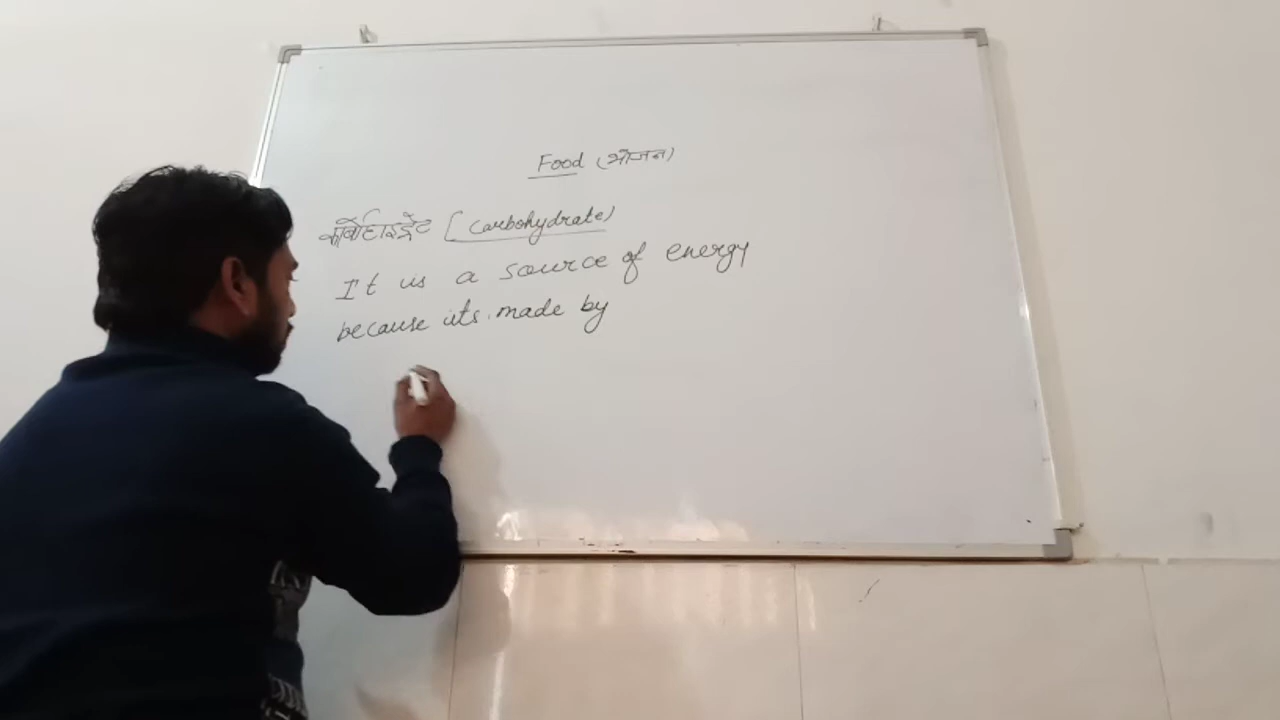 Food (भोजन)
कार्बोहाइड्रेट (Carbohydrate)
It is a source of energy
because its made by